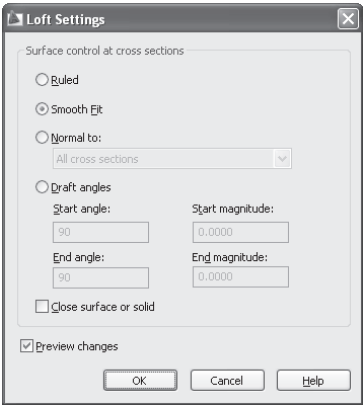 Loft Settings
Surface control at cross sections
Ruled
Smooth Fit
Normal to:
All cross sections
Draft angles
Start angle: Start magnitude:
90 0.0000
End angle: End magnitude:
90 0.0000
Close surface or solid
Preview changes
OK Cancel Help